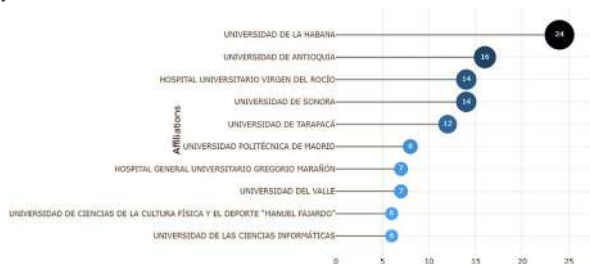 UNIVERSIDAD DE LA HABANA 24
UNIVERSIDAD DE ANTIOQUIA 16
HOSPITAL UNIVERSITARIO VIRGEN DEL ROCÍO 14
UNIVERSIDAD DE SONORA 14
UNIVERSIDAD DE TARAPACÁ 12
Affiliations
UNIVERSIDAD POLITÉCNICA DE MADRID 8
HOSPITAL GENERAL UNIVERSITARIO GREGORIO MARAÑÓN 7
UNIVERSIDAD DEL VALLE 7
UNIVERSIDAD DE CIENCIAS DE LA CULTURA FÍSICA Y EL DEPORTE "MANUEL FAJARDO" 6
UNIVERSIDAD DE LAS CIENCIAS INFORMÁTICAS 6
0 5 10 15 20 25